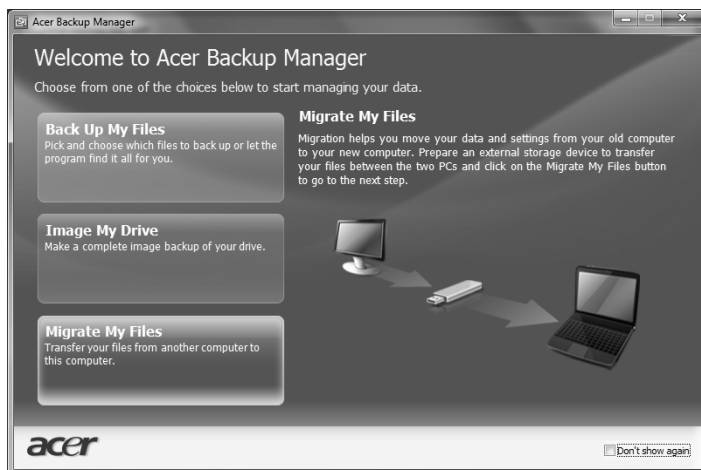 Acer Backup Manager
Welcome to Acer Backup Manager
Choose from one of the choices below to start managing your data.
Back Up My Files
Pick and choose which files to back up or let the
program find it all for you.
Image My Drive
Make a complete image backup of your drive.
Migrate My Files
Transfer your files from another computer to
this computer.
Migrate My Files
Migration helps you move your data and settings from your old computer
to your new computer. Prepare an external storage device to transfer
your files between the two PCs and click on the Migrate My Files button
to go to the next step.
acer
Don't show again